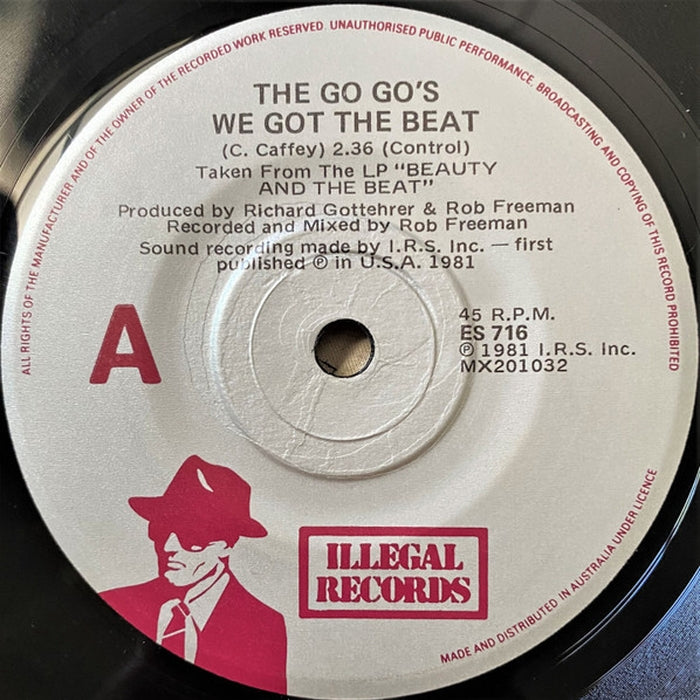 ALL RIGHTS OF THE MANUFACTURER AND OF THE OWNER OF THE RECORDED WORK RESERVED. UNAUTHORISED PUBLIC PERFORMANCE, BROADCASTING AND COPYING OF THIS RECORD PROHIBITED
THE GO GO'S
WE GOT THE BEAT
(C. Caffey) 2.36 (Control)
Taken From The LP "BEAUTY
AND THE BEAT"
Produced by Richard Gottehrer & Rob Freeman
Recorded and Mixed by Rob Freeman
Sound recording made by I.R.S. Inc. — first
published ℗ in U.S.A. 1981
A
45 R.P.M.
ES 716
℗ 1981 I.R.S. Inc.
MX201032
ILLEGAL
RECORDS
MADE AND DISTRIBUTED IN AUSTRALIA UNDER LICENCE